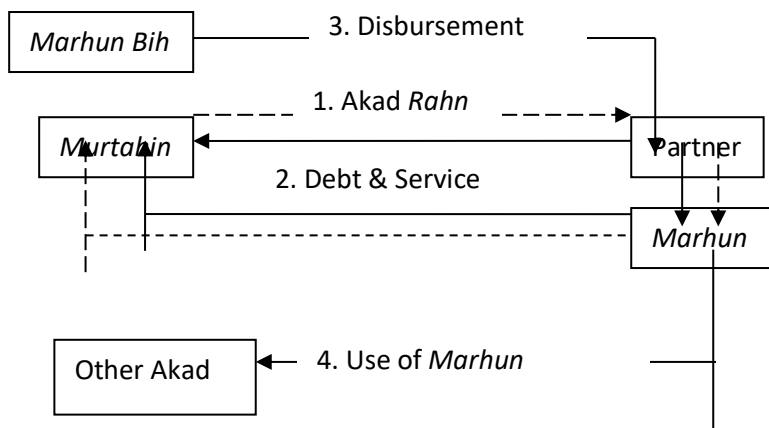 3. Disbursement
Marhun Bih
1. Akad Rahn
Murtahin
Partner
2. Debt & Service
Marhun
4. Use of Marhun
Other Akad